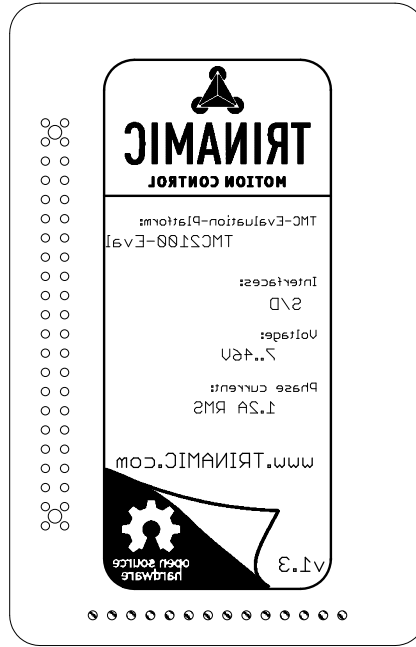 TRINAMIC
MOTION CONTROL
TMC-Evaluation-Platform:
TMC2100-Eval
Interfaces:
S/D
Voltage:
7..46V
Phase current:
1.2A RMS
www.TRINAMIC.com
open source
hardware
v1.3